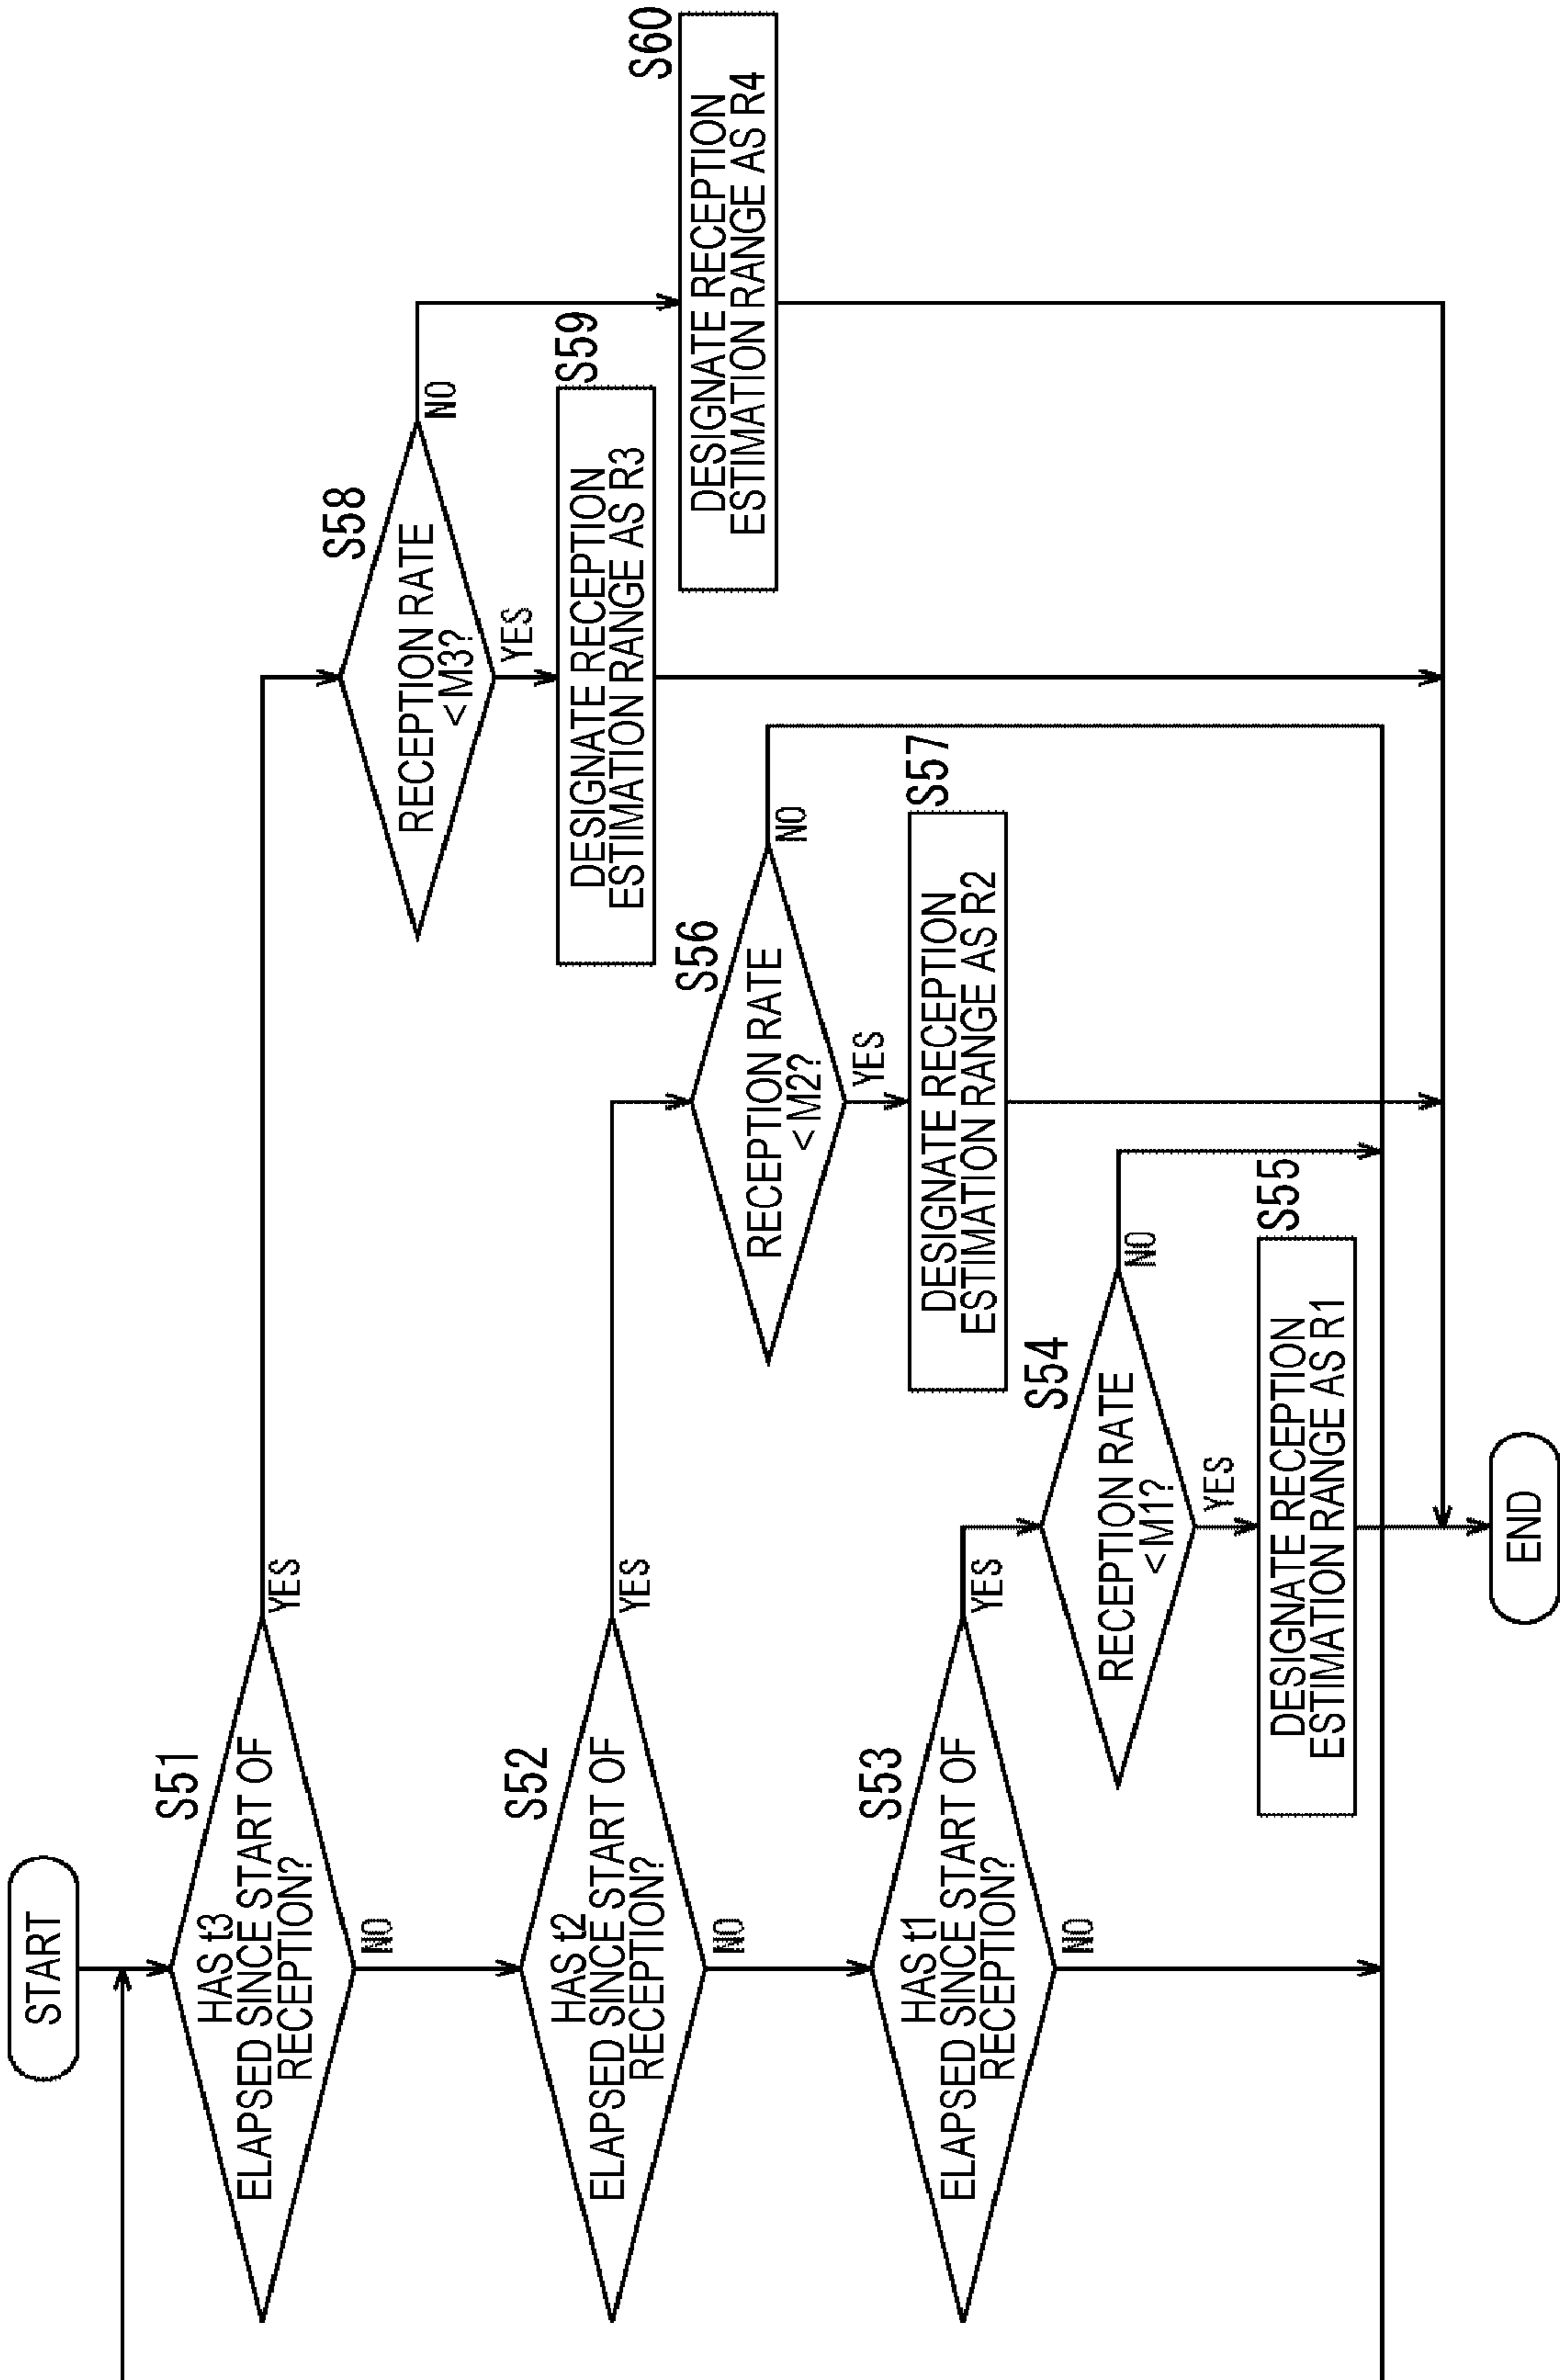 START
S51
HAS t3
ELAPSED SINCE START OF
RECEPTION?
YES
NO
S52
HAS t2
ELAPSED SINCE START OF
RECEPTION?
YES
NO
S53
HAS t1
ELAPSED SINCE START OF
RECEPTION?
YES
NO
S54
RECEPTION RATE
<M1?
NO
YES
S55
DESIGNATE RECEPTION
ESTIMATION RANGE AS R1
S56
RECEPTION RATE
<M2?
NO
YES
S57
DESIGNATE RECEPTION
ESTIMATION RANGE AS R2
S58
RECEPTION RATE
<M3?
NO
YES
S59
DESIGNATE RECEPTION
ESTIMATION RANGE AS R3
S60
DESIGNATE RECEPTION
ESTIMATION RANGE AS R4
END